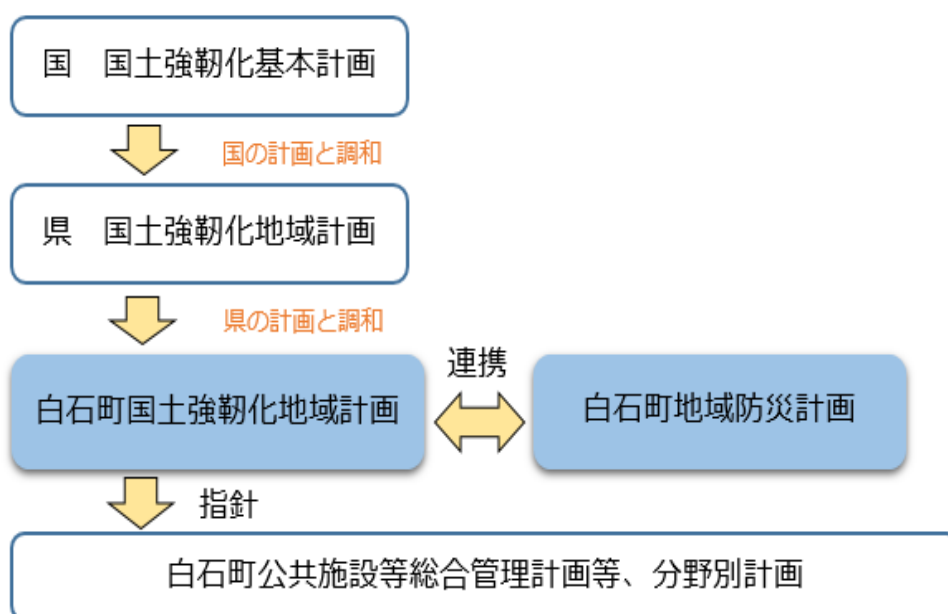 国　国土強靭化基本計画
国の計画と調和
県　国土強靭化地域計画
県の計画と調和
白石町国土強靭化地域計画
連携
白石町地域防災計画
指針
白石町公共施設等総合管理計画等、分野別計画